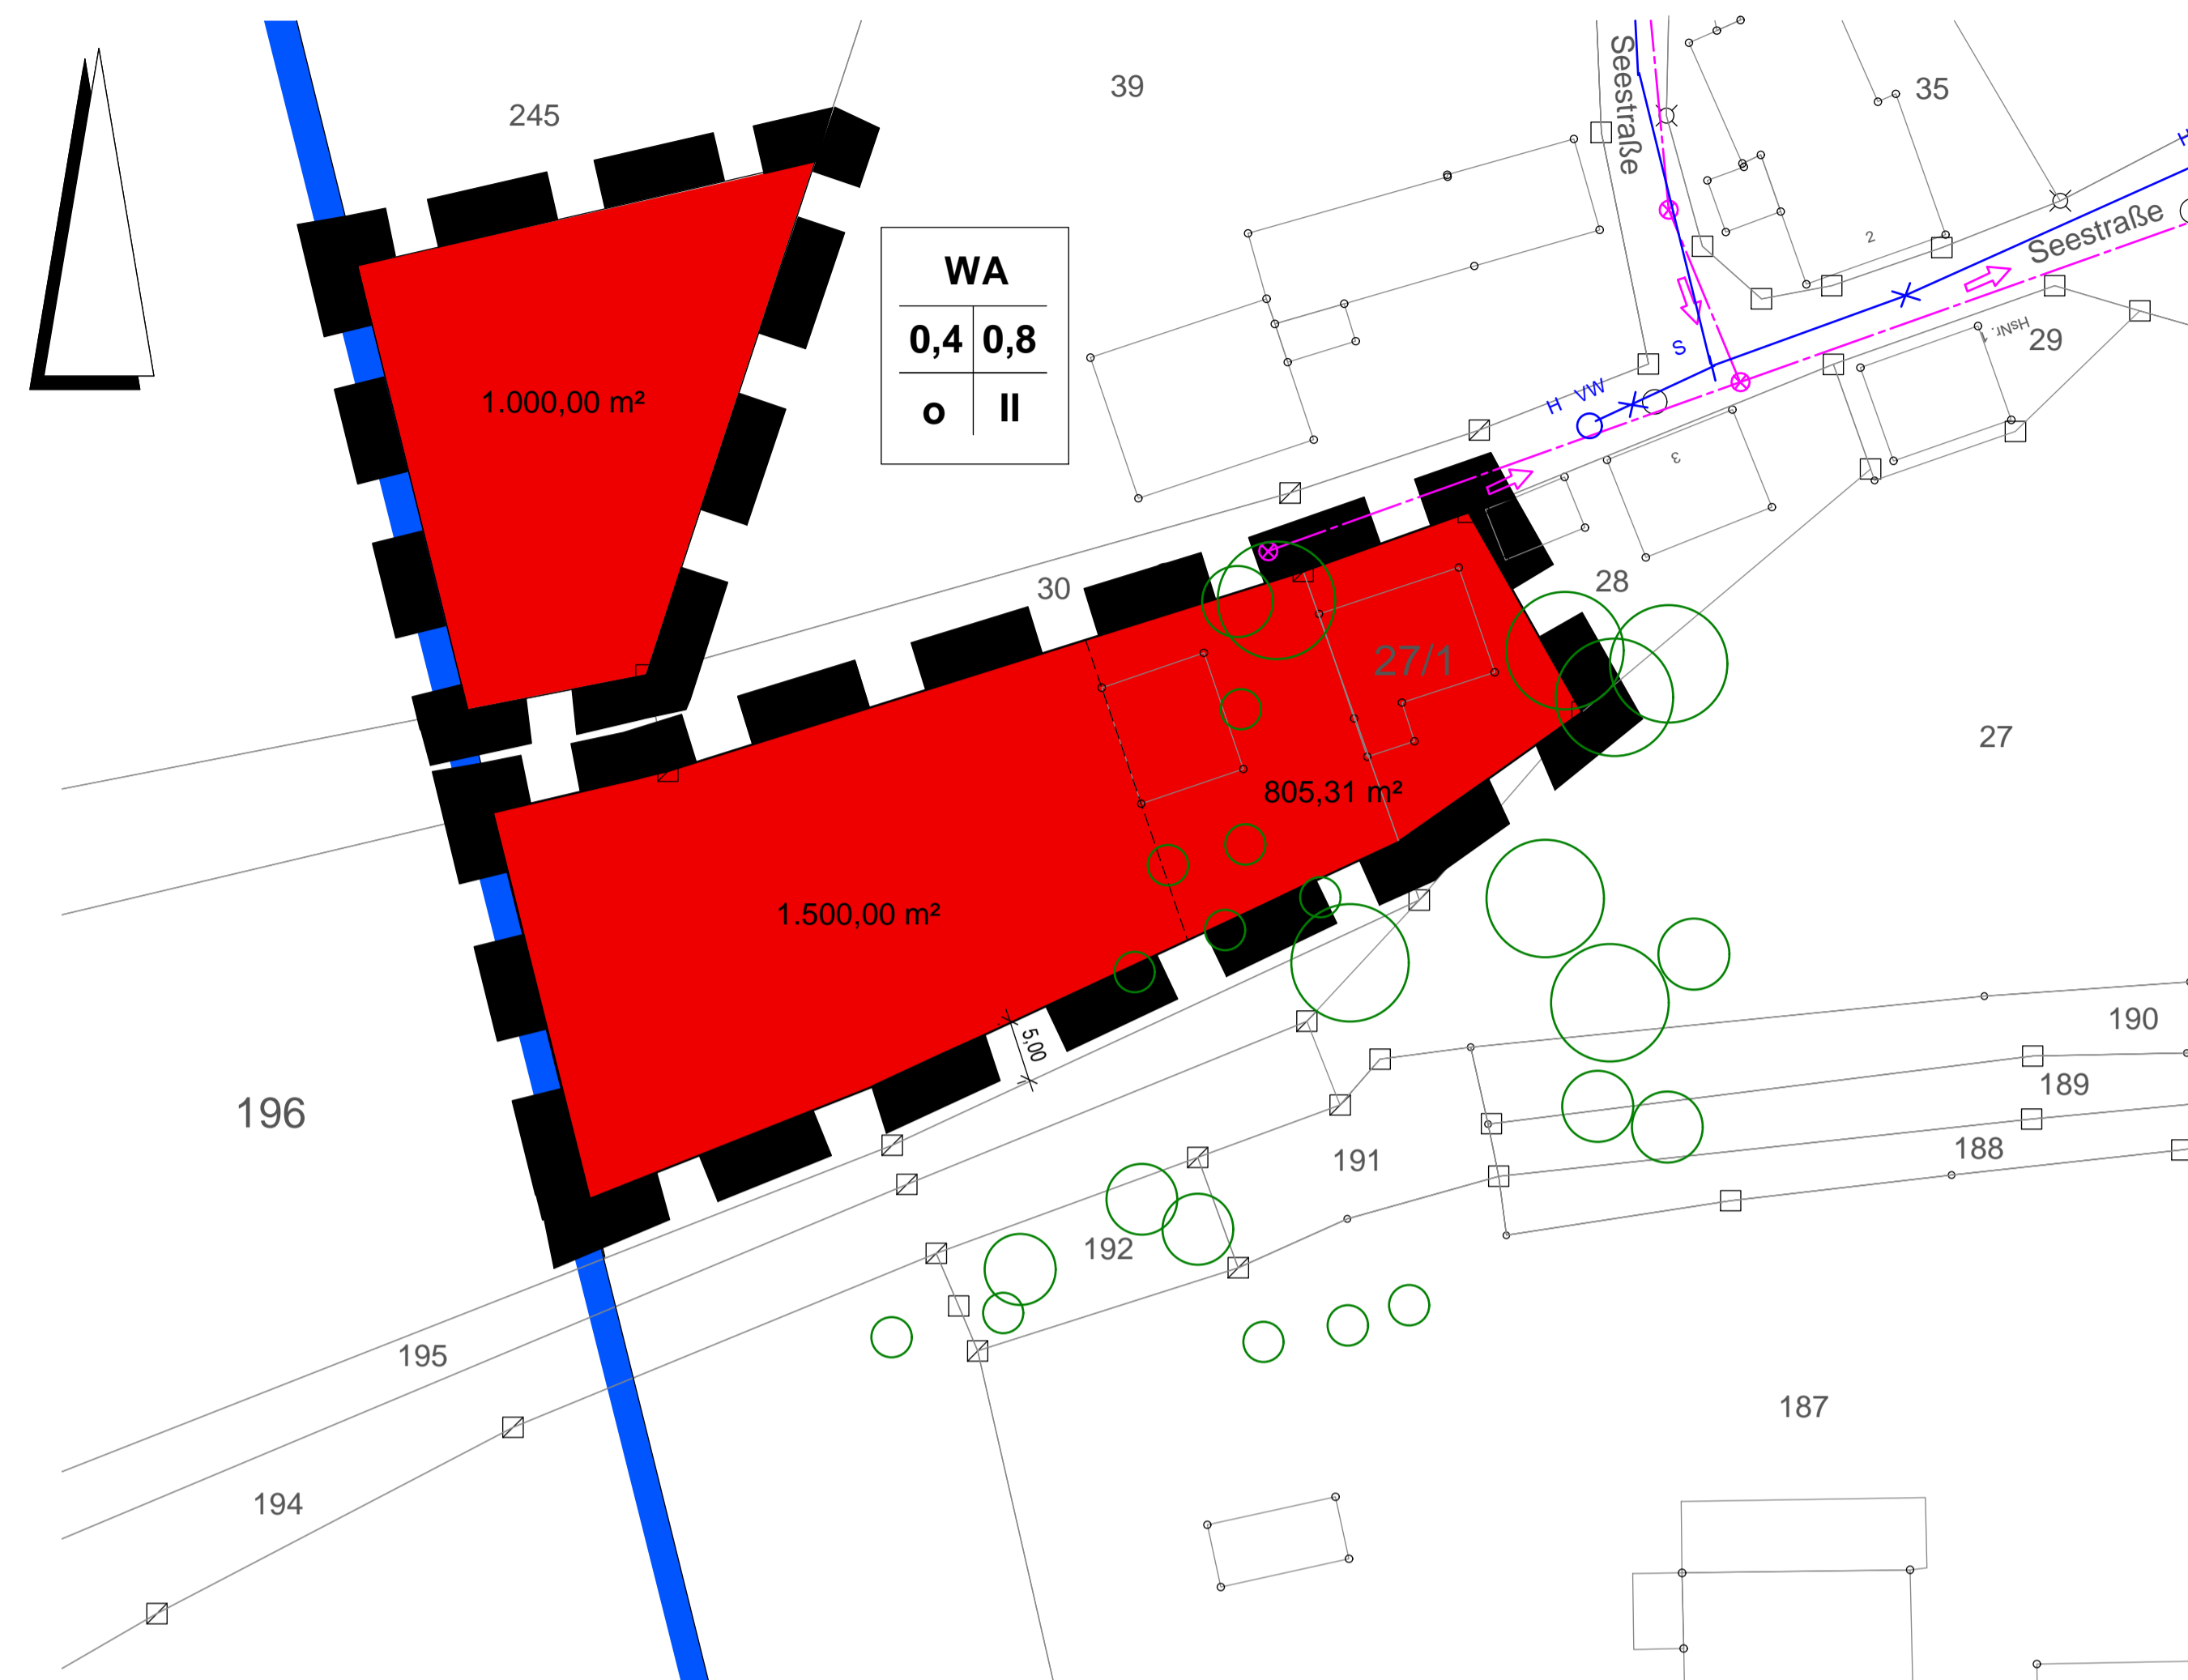 245
39
35
Seestraße
Seestraße
2
WA
0,4 0,8
o II
1.000,00 m²
H
S
H VW
HsNr. 1
29
3
30
28
27/1
27
805,31 m²
1.500,00 m²
5,00
196
190
189
188
191
192
195
187
194